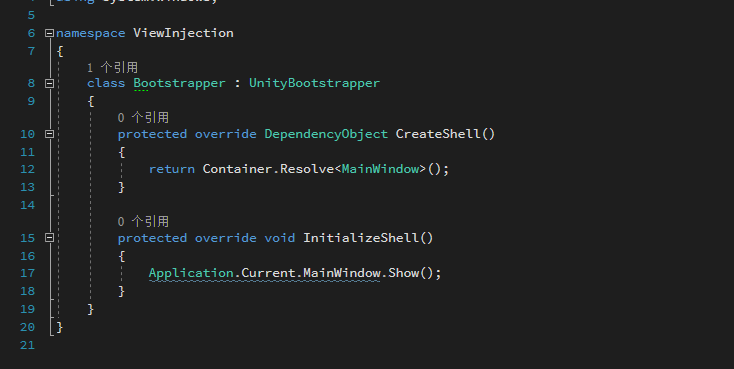 5
6 namespace ViewInjection
7 {
1 个引用
8 class Bootstrapper : UnityBootstrapper
9 {
0 个引用
10 protected override DependencyObject CreateShell()
11 {
12 return Container.Resolve<MainWindow>();
13 }
14
0 个引用
15 protected override void InitializeShell()
16 {
17 Application.Current.MainWindow.Show();
18 }
19 }
20 }
21